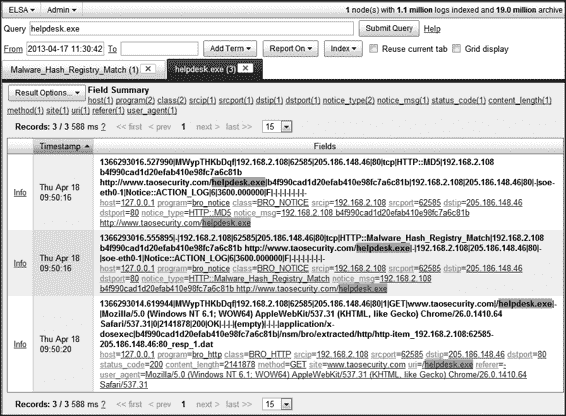 ELSA Admin 1 node(s) with 1.1 million logs indexed and 19.0 million archive
Query helpdesk.exe Submit Query Help
From 2013-04-17 11:30:42 To Add Term Report On Index Reuse current tab Grid display
Malware_Hash_Registry_Match (1) helpdesk.exe (3)
Result Options... Field Summary
host(1) program(2) class(2) srcip(1) srcport(1) dstip(1) dstport(1) notice_type(2) notice_msg(1) status_code(1) content_length(1)
method(1) site(1) uri(1) referer(1) user_agent(1)
Records: 3 / 3 588 ms ? << first < prev 1 next > last >> 15
Timestamp Fields
1366293016.527990|MWypTHKbDqf|192.168.2.108|62585|205.186.148.46|80|tcp|HTTP::MD5|192.168.2.108
b4f990cad1d20efab410e98fc7a6c81b
http://www.taosecurity.com/helpdesk.exe|b4f990cad1d20efab410e98fc7a6c81b|192.168.2.108|205.186.148.46|80|-|soe-
Info Thu Apr 18 09:50:16 eth0-1|Notice::ACTION_LOG|6|3600.000000|F|-|-|-|-|-|-|-|-
host=127.0.0.1 program=bro_notice class=BRO_NOTICE srcip=192.168.2.108 srcport=62585 dstip=205.186.148.46
dstport=80 notice_type=HTTP::MD5 notice_msg=192.168.2.108 b4f990cad1d20efab410e98fc7a6c81b
http://www.taosecurity.com/helpdesk.exe
1366293016.555895|-|192.168.2.108|62585|205.186.148.46|80|tcp|HTTP::Malware_Hash_Registry_Match|192.168.2.108
b4f990cad1d20efab410e98fc7a6c81b http://www.taosecurity.com/helpdesk.exe|-|192.168.2.108|205.186.148.46|80|-
Info Thu Apr 18 09:50:16 |soe-eth0-1|Notice::ACTION_LOG|6|3600.000000|F|-|-|-|-|-|-|-|-
host=127.0.0.1 program=bro_notice class=BRO_NOTICE srcip=192.168.2.108 srcport=62585 dstip=205.186.148.46
dstport=80 notice_type=HTTP::Malware_Hash_Registry_Match notice_msg=192.168.2.108
b4f990cad1d20efab410e98fc7a6c81b http://www.taosecurity.com/helpdesk.exe
1366293014.619944|MWypTHKbDqf|192.168.2.108|62585|205.186.148.46|80|1|GET|www.taosecurity.com|/helpdesk.exe|-
|Mozilla/5.0 (Windows NT 6.1; WOW64) AppleWebKit/537.31 (KHTML, like Gecko) Chrome/26.0.1410.64
Safari/537.31|0|2141878|200|OK|-|-|-|(empty)|-|-|-|application/x-
dosexec|b4f990cad1d20efab410e98fc7a6c81b|/nsm/bro/extracted/http/http-item_192.168.2.108:62585-
Info Thu Apr 18 09:50:20 205.186.148.46:80_resp_1.dat
host=127.0.0.1 program=bro_http class=BRO_HTTP srcip=192.168.2.108 srcport=62585 dstip=205.186.148.46 dstport=80
status_code=200 content_length=2141878 method=GET site=www.taosecurity.com uri=/helpdesk.exe referer=-
user_agent=Mozilla/5.0 (Windows NT 6.1; WOW64) AppleWebKit/537.31 (KHTML, like Gecko) Chrome/26.0.1410.64
Safari/537.31
Records: 3 / 3 588 ms ? << first < prev 1 next > last >> 15